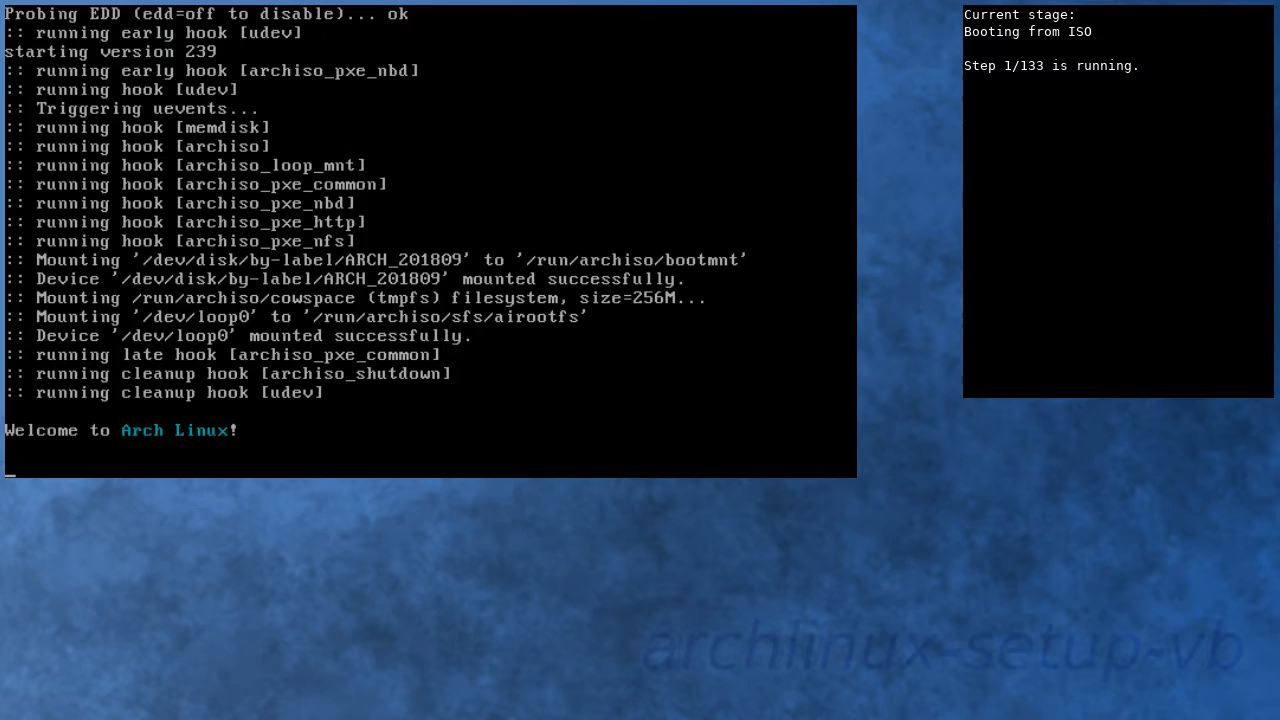 Probing EDD (edd=off to disable)... ok
:: running early hook [udev]
starting version 239
:: running early hook [archiso_pxe_nbd]
:: running hook [udev]
:: Triggering uevents...
:: running hook [memdisk]
:: running hook [archiso]
:: running hook [archiso_loop_mnt]
:: running hook [archiso_pxe_common]
:: running hook [archiso_pxe_nbd]
:: running hook [archiso_pxe_http]
:: running hook [archiso_pxe_nfs]
:: Mounting '/dev/disk/by-label/ARCH_201809' to '/run/archiso/bootmnt'
:: Device '/dev/disk/by-label/ARCH_201809' mounted successfully.
:: Mounting /run/archiso/cowspace (tmpfs) filesystem, size=256M...
:: Mounting '/dev/loop0' to '/run/archiso/sfs/airootfs'
:: Device '/dev/loop0' mounted successfully.
:: running late hook [archiso_pxe_common]
:: running cleanup hook [archiso_shutdown]
:: running cleanup hook [udev]
Welcome to Arch Linux!
_
Current stage:
Booting from ISO
Step 1/133 is running.
archlinux-setup-vb